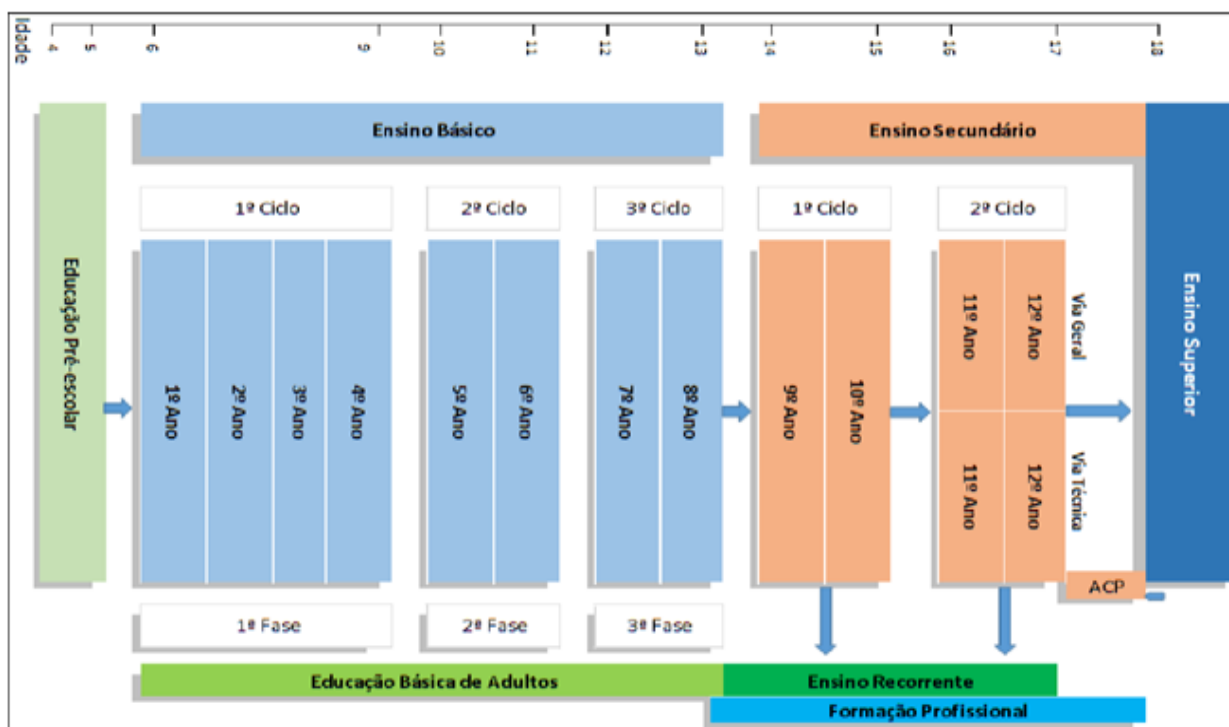 Idade
4
5
6
9
10
11
12
13
14
15
16
17
18
Educação Pré-escolar
Ensino Básico
Ensino Secundário
Ensino Superior
1º Ciclo
2º Ciclo
3º Ciclo
1º Ciclo
2º Ciclo
1º Ano
2º Ano
3º Ano
4º Ano
5º Ano
6º Ano
7º Ano
8º Ano
9º Ano
10º Ano
11º Ano
12º Ano
Via Geral
11º Ano
12º Ano
Via Técnica
ACP
1ª Fase
2ª Fase
3ª Fase
Educação Básica de Adultos
Ensino Recorrente
Formação Profissional